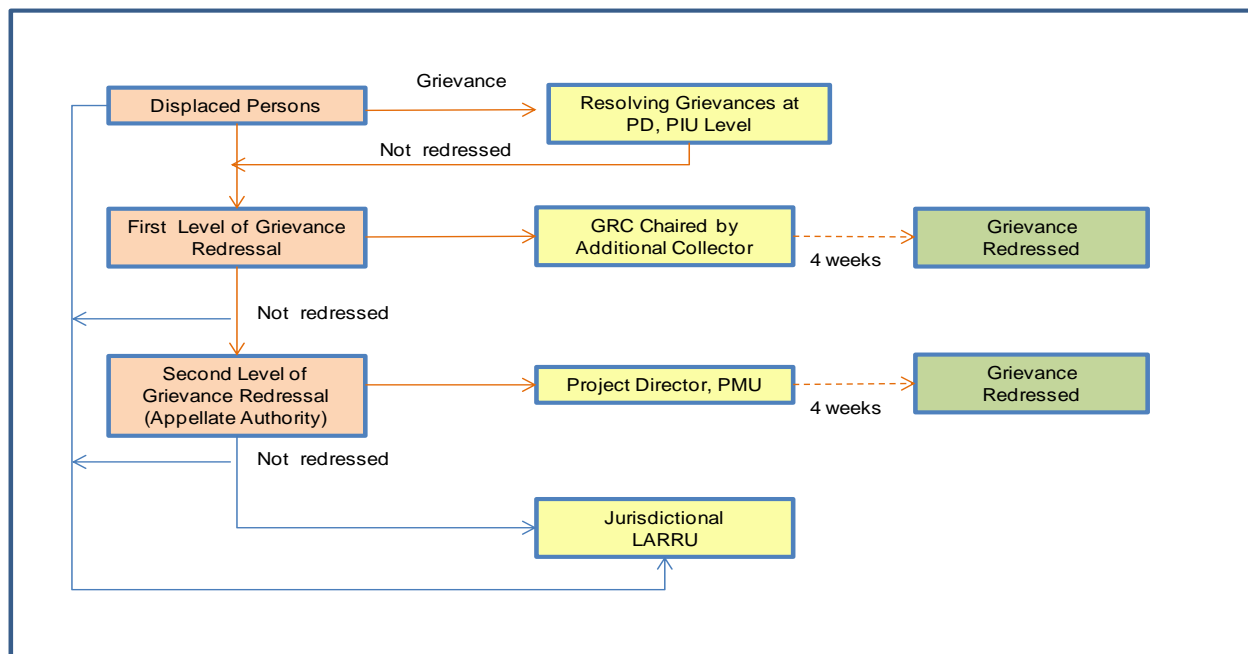 Grievance
Displaced Persons
Resolving Grievances at
PD, PIU Level
Not redressed
First Level of Grievance
Redressal
GRC Chaired by
Additional Collector
4 weeks
Grievance
Redressed
Not redressed
Second Level of
Grievance Redressal
(Appellate Authority)
Project Director, PMU
4 weeks
Grievance
Redressed
Not redressed
Jurisdictional
LARRU